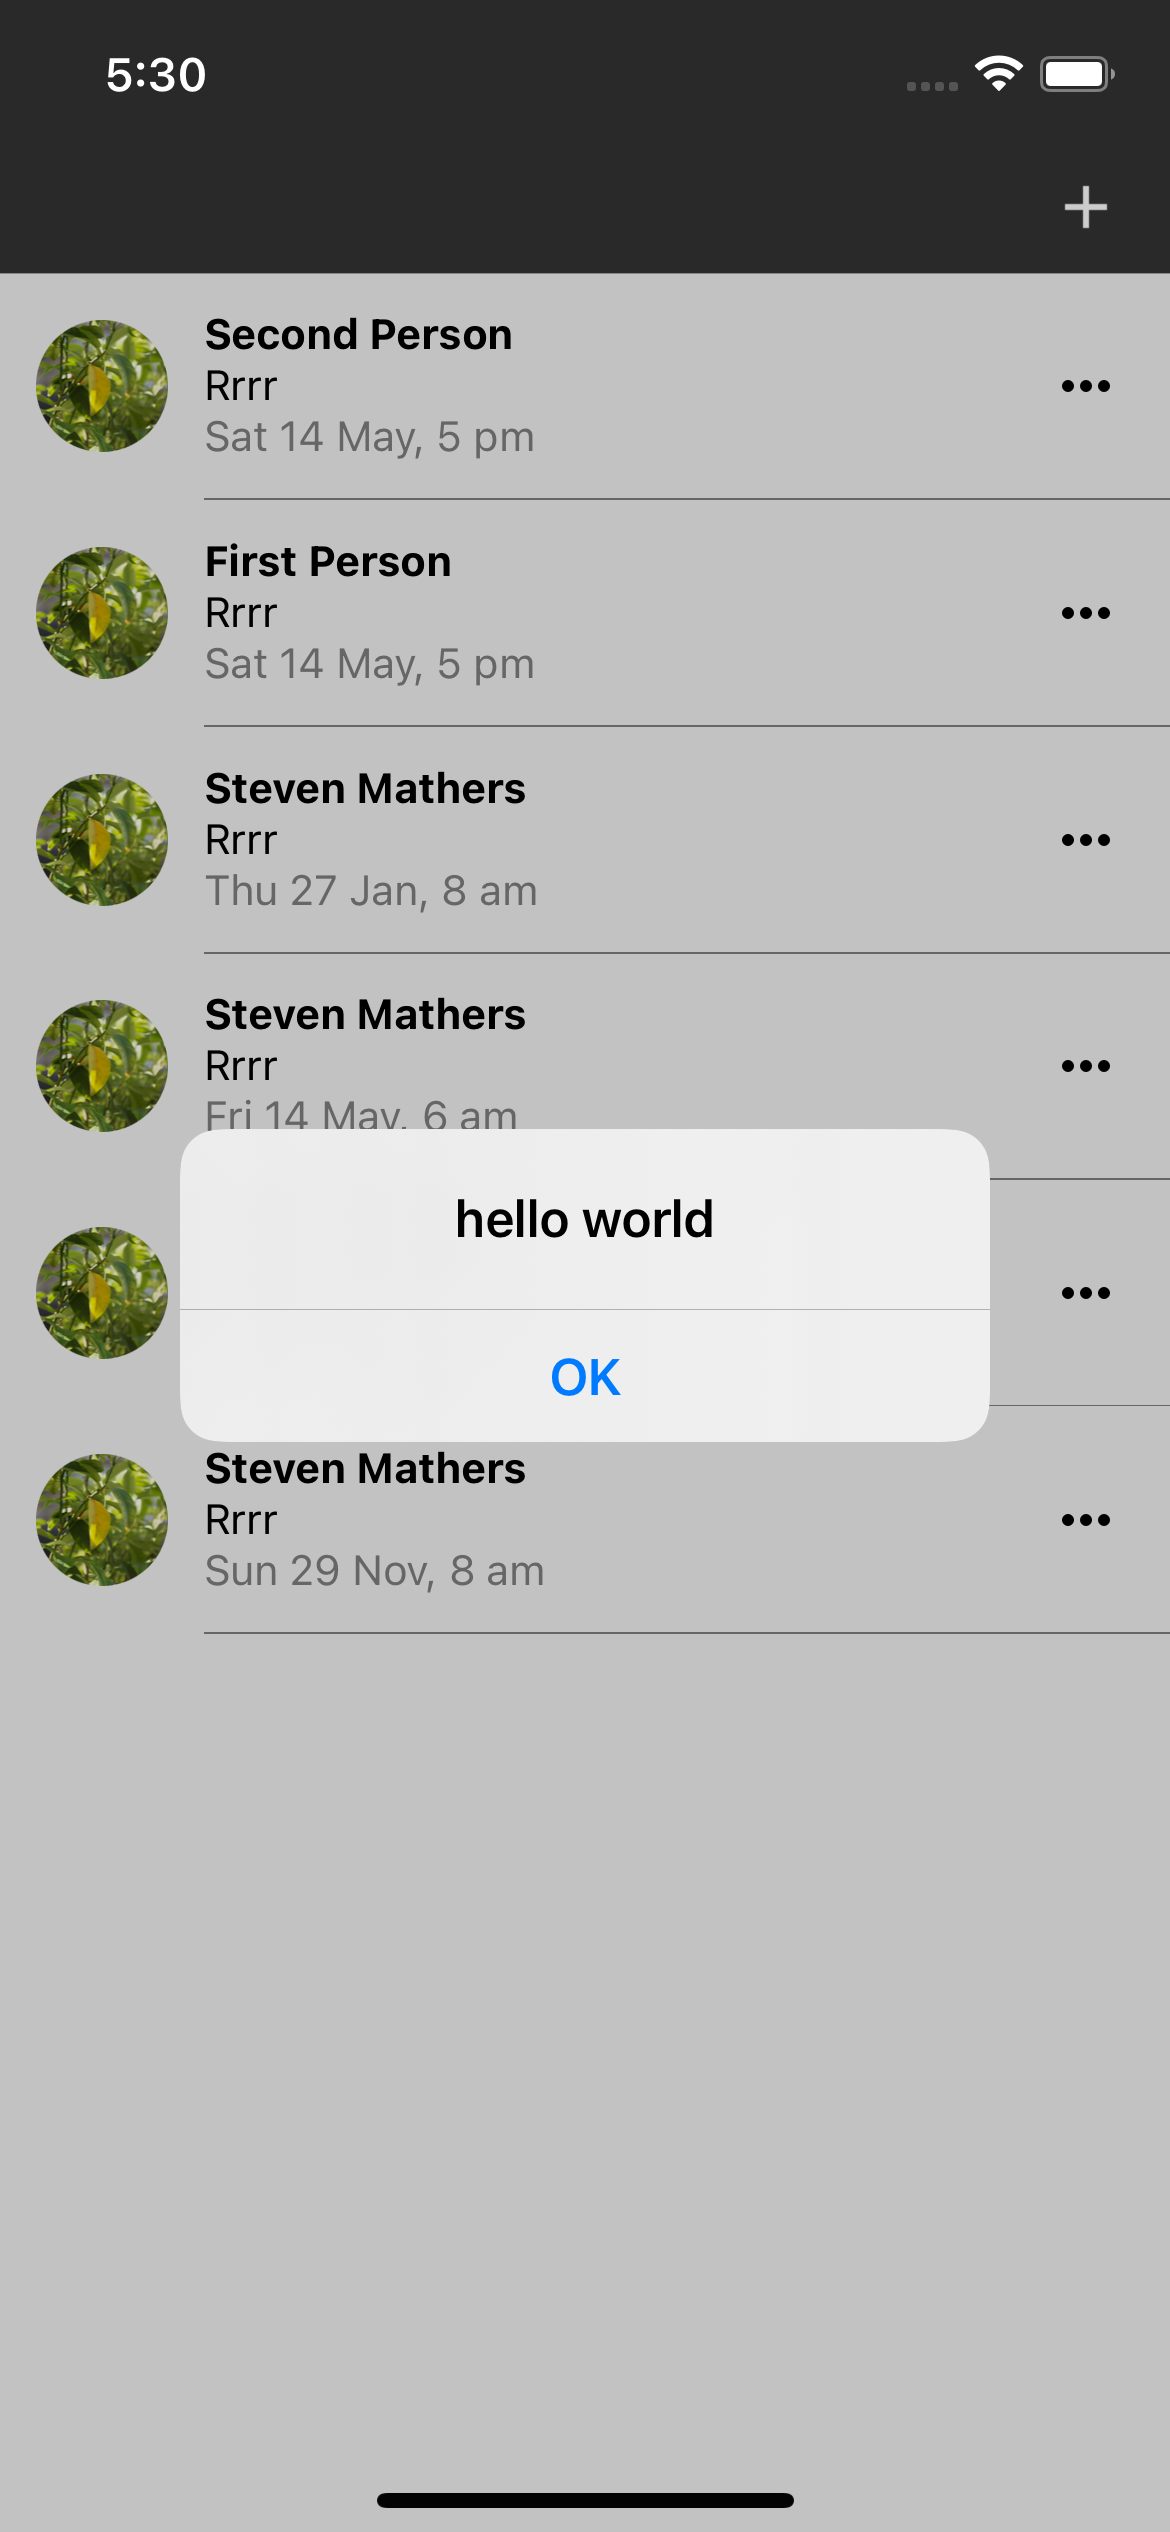 5:30
Second Person
Rrrr
Sat 14 May, 5 pm
First Person
Rrrr
Sat 14 May, 5 pm
Steven Mathers
Rrrr
Thu 27 Jan, 8 am
Steven Mathers
Rrrr
Fri 14 May, 6 am
hello world
OK
Steven Mathers
Rrrr
Sun 29 Nov, 8 am